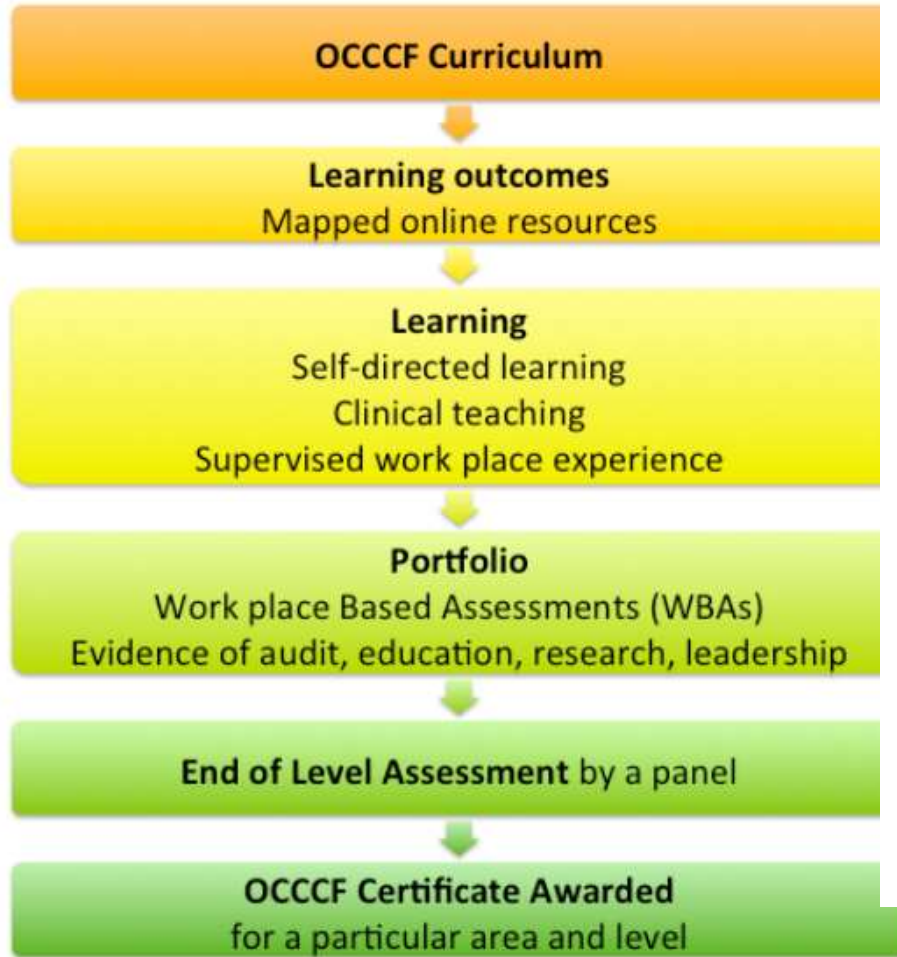 OCCCF Curriculum
Learning outcomes
Mapped online resources
Learning
Self-directed learning
Clinical teaching
Supervised work place experience
Portfolio
Work place Based Assessments (WBAs)
Evidence of audit, education, research, leadership
End of Level Assessment by a panel
OCCCF Certificate Awarded
for a particular area and level